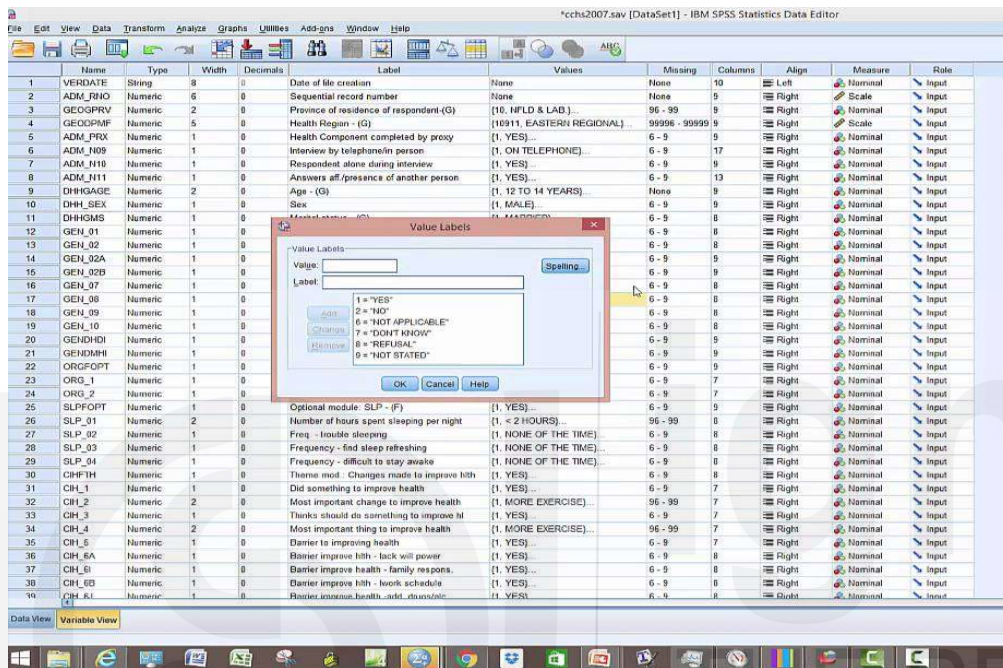 *cchs2007.sav [DataSet1] - IBM SPSS Statistics Data Editor
File Edit View Data Transform Analyze Graphs Utilities Add-ons Window Help
Name Type Width Decimals Label Values Missing Columns Align Measure Role
1 VERDATE String 8 0 Date of file creation None None 10 Left Nominal Input
2 ADM_RNO Numeric 6 0 Sequential record number None None 9 Right Scale Input
3 GEOGPRV Numeric 2 0 Province of residence of respondent-(G) {10, NFLD & LAB.}... 96 - 99 9 Right Nominal Input
4 GEODPMF Numeric 5 0 Health Region - (G) {10911, EASTERN REGIONAL}... 99996 - 99999 9 Right Scale Input
5 ADM_PRX Numeric 1 0 Health Component completed by proxy {1, YES}... 6 - 9 9 Right Nominal Input
6 ADM_N09 Numeric 1 0 Interview by telephone/in person {1, ON TELEPHONE}... 6 - 9 17 Right Nominal Input
7 ADM_N10 Numeric 1 0 Respondent alone during interview {1, YES}... 6 - 9 9 Right Nominal Input
8 ADM_N11 Numeric 1 0 Answers aff./presence of another person {1, YES}... 6 - 9 13 Right Nominal Input
9 DHHGAGE Numeric 2 0 Age - (G) {1, 12 TO 14 YEARS}... None 9 Right Nominal Input
10 DHH_SEX Numeric 1 0 Sex {1, MALE}... 6 - 9 9 Right Nominal Input
11 DHHGMS Numeric 1 0 6 - 9 8 Right Nominal Input
12 GEN_01 Numeric 1 0 6 - 9 8 Right Nominal Input
13 GEN_02 Numeric 1 0 6 - 9 8 Right Nominal Input
14 GEN_02A Numeric 1 0 6 - 9 9 Right Nominal Input
15 GEN_02B Numeric 1 0 6 - 9 9 Right Nominal Input
16 GEN_07 Numeric 1 0 6 - 9 8 Right Nominal Input
17 GEN_08 Numeric 1 0 6 - 9 8 Right Nominal Input
18 GEN_09 Numeric 1 0 6 - 9 8 Right Nominal Input
19 GEN_10 Numeric 1 0 6 - 9 8 Right Nominal Input
20 GENDHDI Numeric 1 0 6 - 9 9 Right Nominal Input
21 GENDMHI Numeric 1 0 6 - 9 9 Right Nominal Input
22 ORGFOPT Numeric 1 0 6 - 9 9 Right Nominal Input
23 ORG_1 Numeric 1 0 6 - 9 7 Right Nominal Input
24 ORG_2 Numeric 1 0 6 - 9 7 Right Nominal Input
Value Labels
Value Labels
Value:
Spelling...
Label:
1 = "YES"
2 = "NO"
6 = "NOT APPLICABLE"
7 = "DON'T KNOW"
8 = "REFUSAL"
9 = "NOT STATED"
Add
Change
Remove
OK Cancel Help
25 SLPFOPT Numeric 1 0 Optional module: SLP - (F) {1, YES}... 6 - 9 9 Right Nominal Input
26 SLP_01 Numeric 2 0 Number of hours spent sleeping per night {1, < 2 HOURS}... 96 - 99 8 Right Nominal Input
27 SLP_02 Numeric 1 0 Freq. - trouble sleeping {1, NONE OF THE TIME}... 6 - 9 8 Right Nominal Input
28 SLP_03 Numeric 1 0 Frequency - find sleep refreshing {1, NONE OF THE TIME}... 6 - 9 8 Right Nominal Input
29 SLP_04 Numeric 1 0 Frequency - difficult to stay awake {1, NONE OF THE TIME}... 6 - 9 8 Right Nominal Input
30 CIHFTH Numeric 1 0 Theme mod.: Changes made to improve hlth {1, YES}... 6 - 9 8 Right Nominal Input
31 CIH_1 Numeric 1 0 Did something to improve health {1, YES}... 6 - 9 7 Right Nominal Input
32 CIH_2 Numeric 2 0 Most important change to improve health {1, MORE EXERCISE}... 96 - 99 7 Right Nominal Input
33 CIH_3 Numeric 1 0 Thinks should do something to improve hl {1, YES}... 6 - 9 7 Right Nominal Input
34 CIH_4 Numeric 2 0 Most important thing to improve health {1, MORE EXERCISE}... 96 - 99 7 Right Nominal Input
35 CIH_5 Numeric 1 0 Barrier to improving health {1, YES}... 6 - 9 7 Right Nominal Input
36 CIH_6A Numeric 1 0 Barrier improve hlth - lack will power {1, YES}... 6 - 9 8 Right Nominal Input
37 CIH_6I Numeric 1 0 Barrier improve health - family respons. {1, YES}... 6 - 9 8 Right Nominal Input
38 CIH_6B Numeric 1 0 Barrier improve hlth - lwork schedule {1, YES}... 6 - 9 8 Right Nominal Input
39 CIH_6J Numeric 1 0 Barrier improve health -add. drugs/alc {1, YES} 6 - 9 8 Right Nominal Input
Data View Variable View